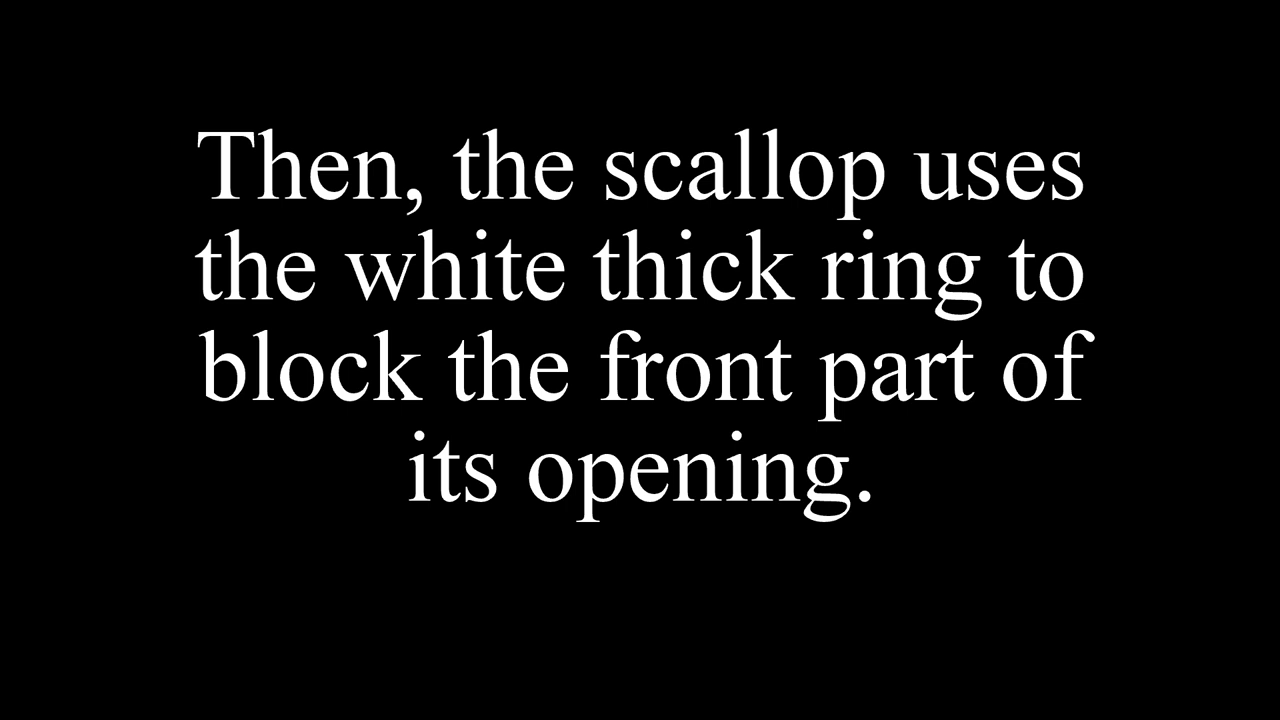 Then, the scallop uses
the white thick ring to
block the front part of
its opening.